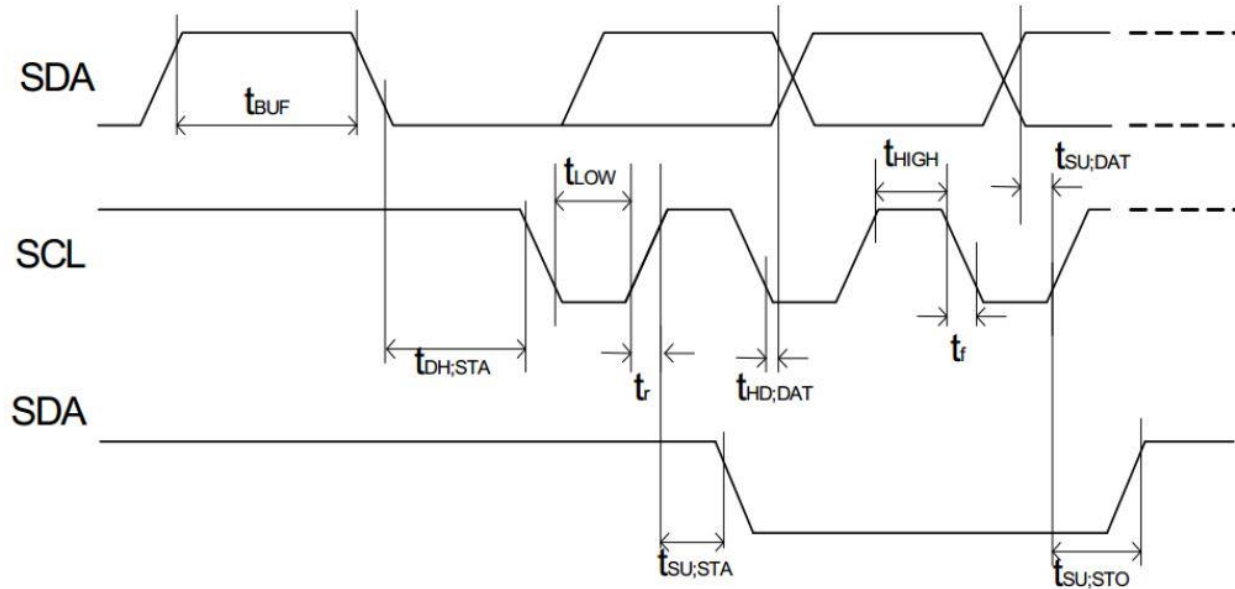 SDA
tBUF
tHIGH
tSU;DAT
tLOW
SCL
tDH;STA
tr
tHD;DAT
tf
SDA
tSU;STA
tSU;STO